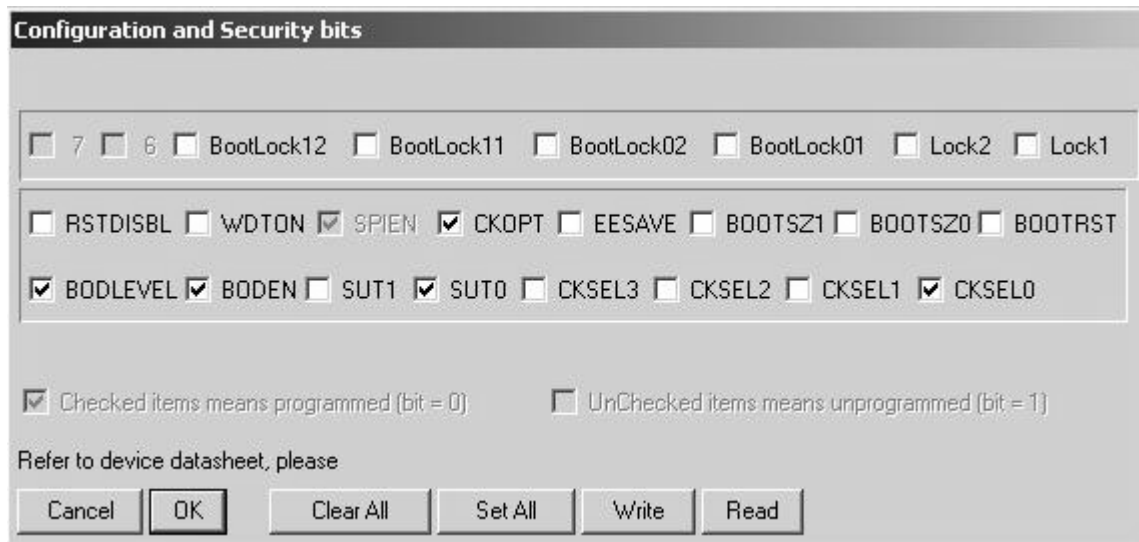 Configuration and Security bits
7 6 BootLock12 BootLock11 BootLock02 BootLock01 Lock2 Lock1
RSTDISBL WDTON SPIEN CKOPT EESAVE BOOTSZ1 BOOTSZ0 BOOTRST
BODLEVEL BODEN SUT1 SUT0 CKSEL3 CKSEL2 CKSEL1 CKSEL0
Checked items means programmed (bit = 0) UnChecked items means unprogrammed (bit = 1)
Refer to device datasheet, please
Cancel OK Clear All Set All Write Read